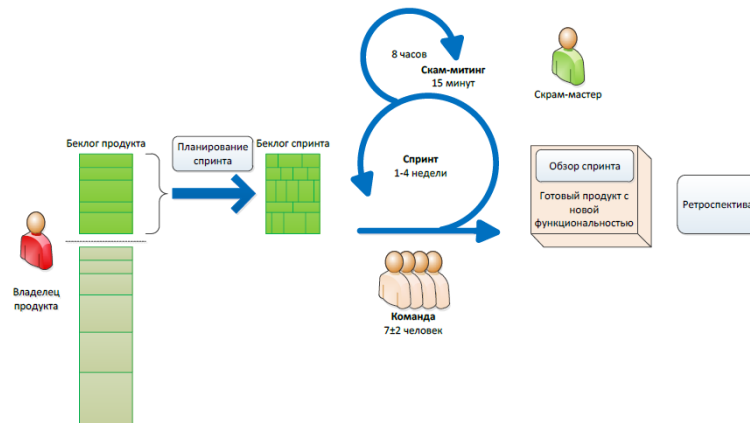 8 часов
Скам-митинг
15 минут
Скрам-мастер
Беклог продукта
Планирование
спринта
Беклог спринта
Спринт
1-4 недели
Обзор спринта
Готовый продукт с
новой
функциональностью
Ретроспектива
Владелец
продукта
Команда
7±2 человек